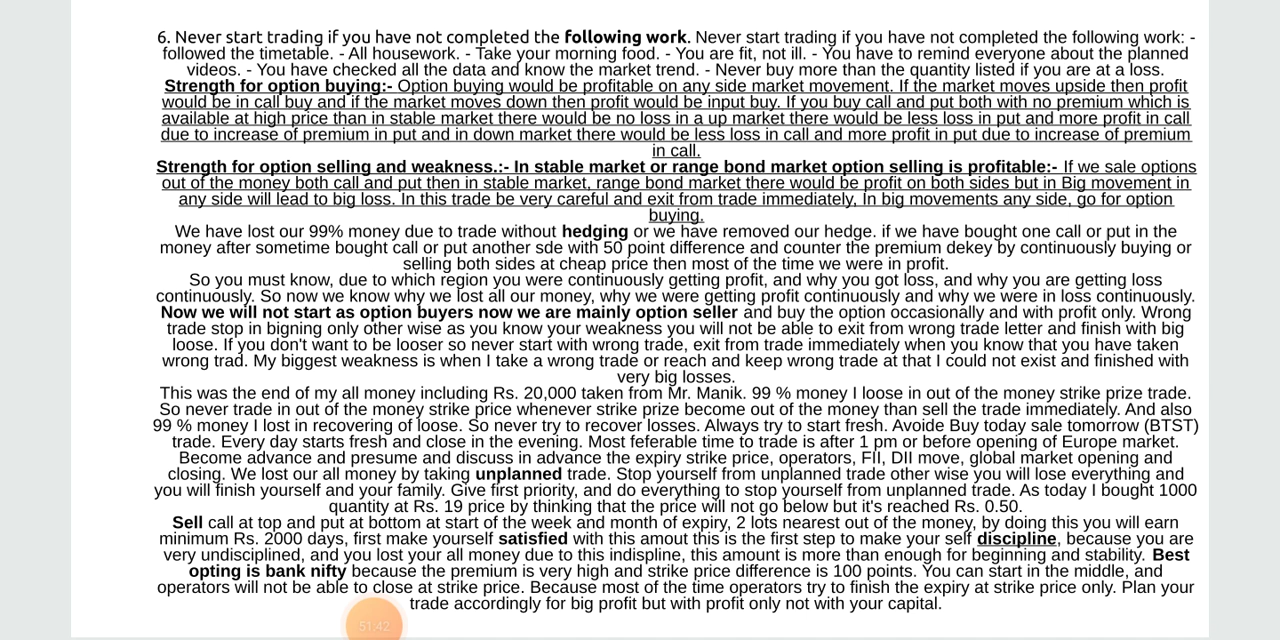 6. Never start trading if you have not completed the following work. Never start trading if you have not completed the following work: -
followed the timetable. - All housework. - Take your morning food. - You are fit, not ill. - You have to remind everyone about the planned
videos. - You have checked all the data and know the market trend. - Never buy more than the quantity listed if you are at a loss.
Strength for option buying:- Option buying would be profitable on any side market movement. If the market moves upside then profit
would be in call buy and if the market moves down then profit would be input buy. If you buy call and put both with no premium which is
available at high price than in stable market there would be no loss in a up market there would be less loss in put and more profit in call
due to increase of premium in put and in down market there would be less loss in call and more profit in put due to increase of premium
in call.
Strength for option selling and weakness.:- In stable market or range bond market option selling is profitable:- If we sale options
out of the money both call and put then in stable market, range bond market there would be profit on both sides but in Big movement in
any side will lead to big loss. In this trade be very careful and exit from trade immediately, In big movements any side, go for option
buying.
We have lost our 99% money due to trade without hedging or we have removed our hedge. if we have bought one call or put in the
money after sometime bought call or put another sde with 50 point difference and counter the premium dekey by continuously buying or
selling both sides at cheap price then most of the time we were in profit.
So you must know, due to which region you were continuously getting profit, and why you got loss, and why you are getting loss
continuously. So now we know why we lost all our money, why we were getting profit continuously and why we were in loss continuously.
Now we will not start as option buyers now we are mainly option seller and buy the option occasionally and with profit only. Wrong
trade stop in bigning only other wise as you know your weakness you will not be able to exit from wrong trade letter and finish with big
loose. If you don't want to be looser so never start with wrong trade, exit from trade immediately when you know that you have taken
wrong trad. My biggest weakness is when I take a wrong trade or reach and keep wrong trade at that I could not exist and finished with
very big losses.
This was the end of my all money including Rs. 20,000 taken from Mr. Manik. 99 % money I loose in out of the money strike prize trade.
So never trade in out of the money strike price whenever strike prize become out of the money than sell the trade immediately. And also
99 % money I lost in recovering of loose. So never try to recover losses. Always try to start fresh. Avoide Buy today sale tomorrow (BTST)
trade. Every day starts fresh and close in the evening. Most feferable time to trade is after 1 pm or before opening of Europe market.
Become advance and presume and discuss in advance the expiry strike price, operators, FII, DII move, global market opening and
closing. We lost our all money by taking unplanned trade. Stop yourself from unplanned trade other wise you will lose everything and
you will finish yourself and your family. Give first priority, and do everything to stop yourself from unplanned trade. As today I bought 1000
quantity at Rs. 19 price by thinking that the price will not go below but it's reached Rs. 0.50.
Sell call at top and put at bottom at start of the week and month of expiry, 2 lots nearest out of the money, by doing this you will earn
minimum Rs. 2000 days, first make yourself satisfied with this amout this is the first step to make your self discipline, because you are
very undisciplined, and you lost your all money due to this indispline, this amount is more than enough for beginning and stability. Best
opting is bank nifty because the premium is very high and strike price difference is 100 points. You can start in the middle, and
operators will not be able to close at strike price. Because most of the time operators try to finish the expiry at strike price only. Plan your
trade accordingly for big profit but with profit only not with your capital.
51:42